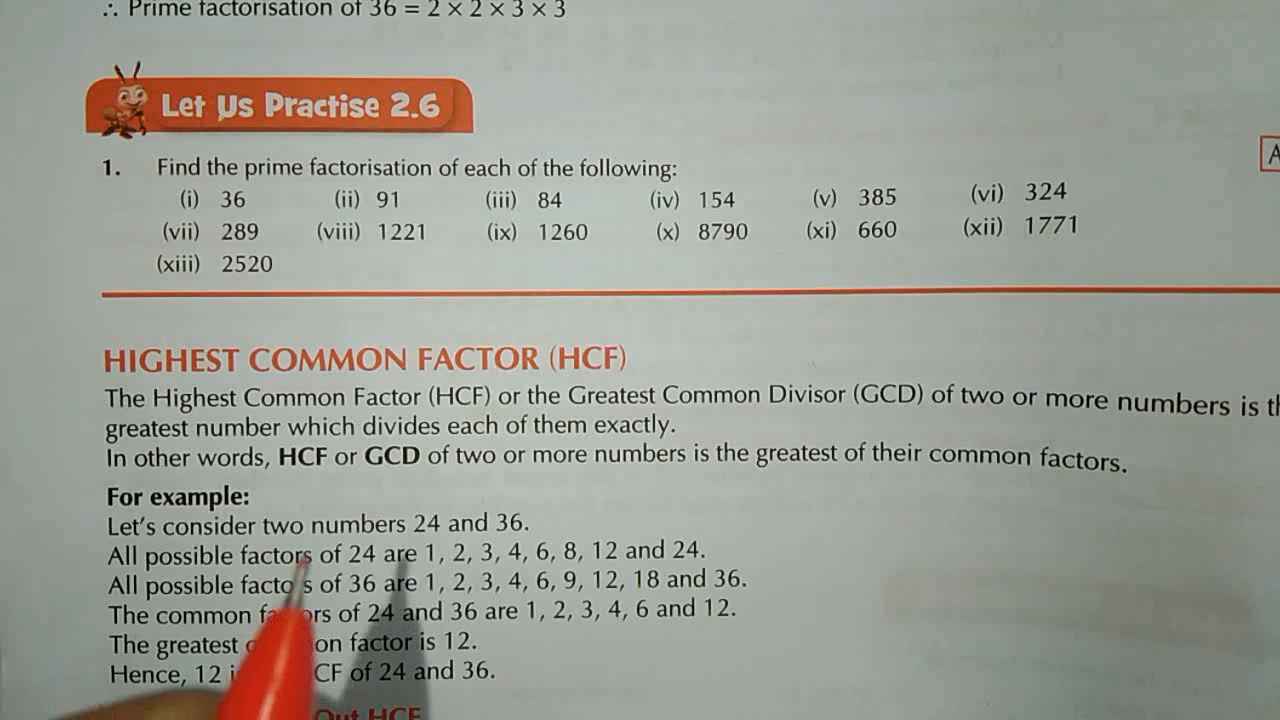 ∴ Prime factorisation of 36 = 2 × 2 × 3 × 3
Let Us Practise 2.6
A
1. Find the prime factorisation of each of the following:
(i) 36 (ii) 91 (iii) 84 (iv) 154 (v) 385 (vi) 324
(vii) 289 (viii) 1221 (ix) 1260 (x) 8790 (xi) 660 (xii) 1771
(xiii) 2520
HIGHEST COMMON FACTOR (HCF)
The Highest Common Factor (HCF) or the Greatest Common Divisor (GCD) of two or more numbers is th
greatest number which divides each of them exactly.
In other words, HCF or GCD of two or more numbers is the greatest of their common factors.
For example:
Let's consider two numbers 24 and 36.
All possible factors of 24 are 1, 2, 3, 4, 6, 8, 12 and 24.
All possible factors of 36 are 1, 2, 3, 4, 6, 9, 12, 18 and 36.
The common factors of 24 and 36 are 1, 2, 3, 4, 6 and 12.
The greatest on factor is 12.
Hence, 12 i CF of 24 and 36.
Out HCF